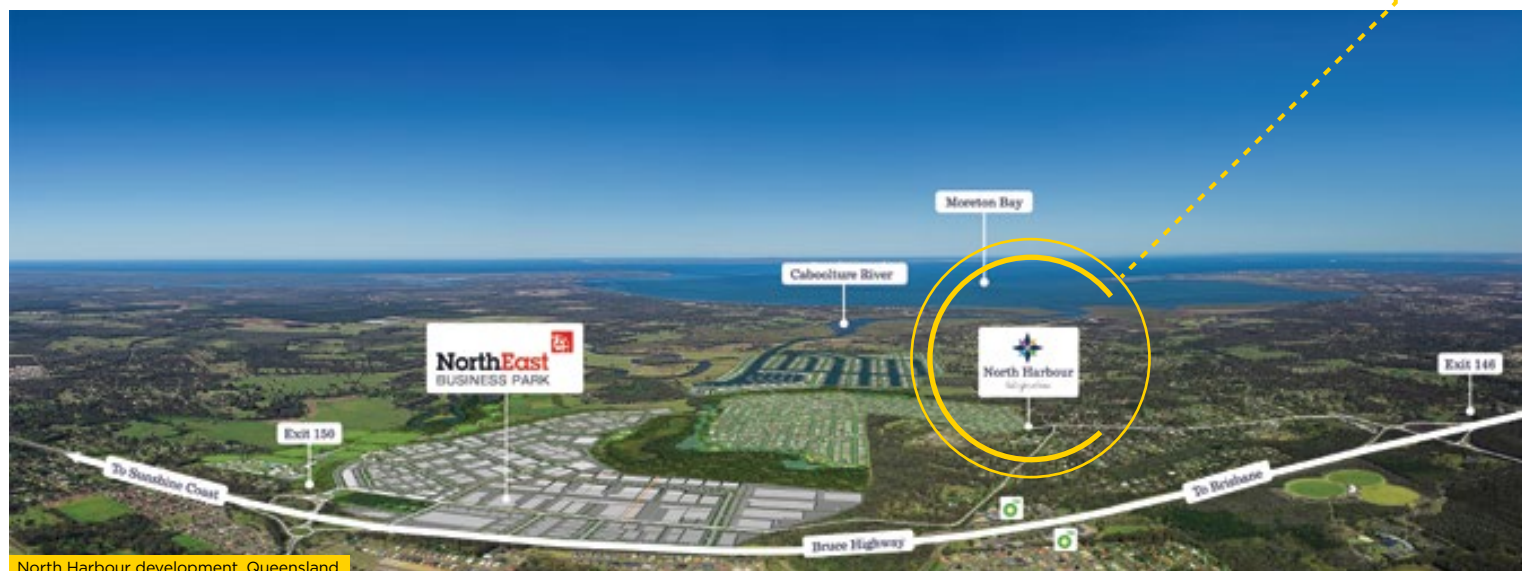 Moreton Bay
Caboolture River
NorthEast
BUSINESS PARK
North Harbour
Exit 146
Exit 150
To Sunshine Coast
To Brisbane
Bruce Highway
North Harbour development, Queensland